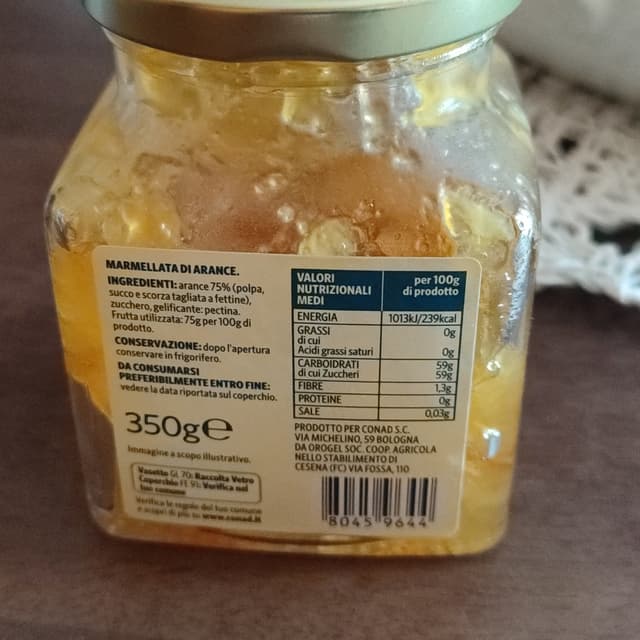 MARMELLATA DI ARANCE.
INGREDIENTI: arance 75% (polpa,
succo e scorza tagliata a fettine),
zucchero, gelificante: pectina.
Frutta utilizzata: 75g per 100g di
prodotto.
CONSERVAZIONE: dopo l'apertura
conservare in frigorifero.
DA CONSUMARSI
PREFERIBILMENTE ENTRO FINE:
vedere la data riportata sul coperchio.
350g e
Immagine a scopo illustrativo.
Vasetto GL 70: Raccolta Vetro
Coperchio FE 91: Verifica nel
tuo comune
Verifica le regole del tuo comune
e scopri di più su www.conad.it
VALORI NUTRIZIONALI MEDI per 100g di prodotto
ENERGIA 1013kJ/239kcal
GRASSI 0g
di cui
Acidi grassi saturi 0g
CARBOIDRATI 59g
di cui Zuccheri 59g
FIBRE 1,3g
PROTEINE 0g
SALE 0,03g
PRODOTTO PER CONAD S.C.
VIA MICHELINO, 59 BOLOGNA
DA OROGEL SOC. COOP. AGRICOLA
NELLO STABILIMENTO DI
CESENA (FC) VIA FOSSA, 110
8045 9644